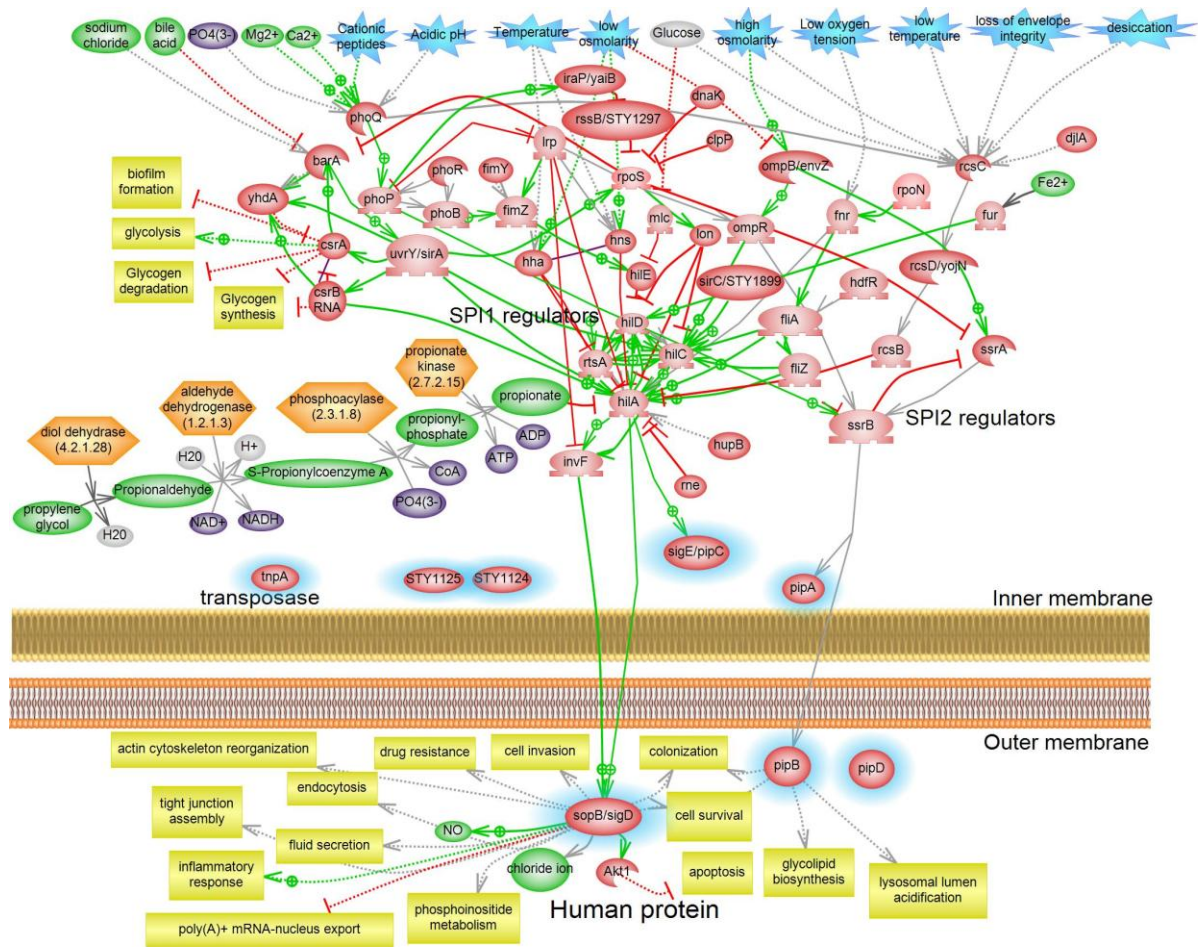 sodium
chloride
bile
acid
PO4(3-
Mg2+
Ca2+
Cationic
peptides
Acidic pH
Temperature
low
osmolarity
Glucose
high
osmolarity
Low oxygen
tension
low
temperature
loss of envelope
integrity
desiccation
iraP/yaiB
dnaK
phoQ
rssB/STY1297
clpP
djlA
barA
lrp
ompB/envZ
rcsC
biofilm
formation
yhdA
phoP
phoR
fimY
rpoS
rpoN
Fe2+
phoB
fimZ
mlc
fnr
fur
glycolysis
csrA
uvrY/sirA
hns
lon
ompR
hha
hilE
rcsD/yojN
Glycogen
degradation
Glycogen
synthesis
csrB
RNA
sirC/STY1899
hdfR
SPI1 regulators
hilD
fliA
rtsA
hilC
rcsB
ssrA
propionate
kinase
(2.7.2.15)
fliZ
aldehyde
dehydrogenase
(1.2.1.3)
phosphoacylase
(2.3.1.8)
propionate
hilA
SPI2 regulators
ssrB
diol dehydrase
(4.2.1.28)
propionyl-
phosphate
ADP
hupB
H20
H+
S-Propionylcoenzyme A
ATP
invF
Propionaldehyde
CoA
rne
propylene
glycol
H20
NAD+
NADH
PO4(3-)
sigE/pipC
tnpA
STY1125
STY1124
pipA
transposase
Inner membrane
Outer membrane
actin cytoskeleton reorganization
drug resistance
cell invasion
colonization
pipB
pipD
endocytosis
tight junction
assembly
sopB/sigD
cell survival
NO
fluid secretion
inflammatory
response
chloride ion
Akt1
apoptosis
glycolipid
biosynthesis
lysosomal lumen
acidification
phosphoinositide
metabolism
Human protein
poly(A)+ mRNA-nucleus export